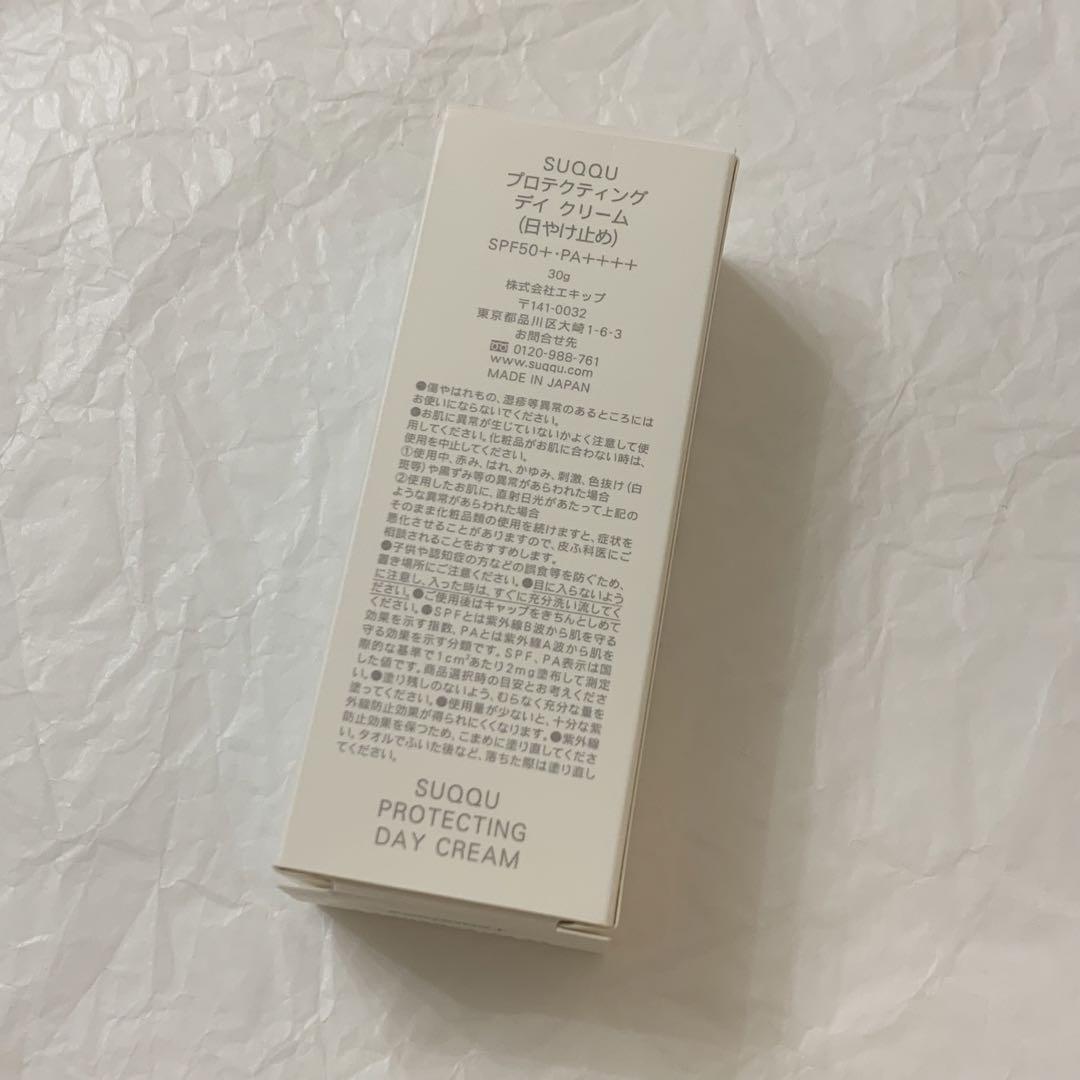 SUQQU
プロテクティング
デイ クリーム
(日やけ止め)
SPF50+・PA++++
30g
株式会社エキップ
〒141-0032
東京都品川区大崎1-6-3
お問合せ先
0120-988-761
www.suqqu.com
MADE IN JAPAN
●傷やはれもの、湿疹等異常のあるところには
お使いにならないでください。
●お肌に異常が生じていないかよく注意して使
用してください。化粧品がお肌に合わない時は、
使用を中止してください。
①使用中、赤み、はれ、かゆみ、刺激、色抜け(白
斑等)や黒ずみ等の異常があらわれた場合
②使用したお肌に、直射日光があたって上記の
ような異常があらわれた場合
そのまま化粧品類の使用を続けますと、症状を
悪化させることがありますので、皮ふ科医にご
相談されることをおすすめします。
●子供や認知症の方などの誤食等を防ぐため、
置き場所にご注意ください。●目に入らないよう
に注意し、入った時は、すぐに充分洗い流してく
ださい。●ご使用後はキャップをきちんとしめて
ください。●SPFとは紫外線B波から肌を守る
効果を示す指数、PAとは紫外線A波から肌を
守る効果を示す分類です。SPF、PA表示は国
際的な基準で1cm²あたり2mg塗布して測定
した値です。商品選択時の目安とお考えくださ
い。●塗り残しのないよう、むらなく充分な量を
塗ってください。●使用量が少ないと、十分な紫
外線防止効果が得られにくくなります。●紫外線
防止効果を保つため、こまめに塗り直してくださ
い。タオルでふいた後など、落ちた際は塗り直し
てください。
SUQQU
PROTECTING
DAY CREAM